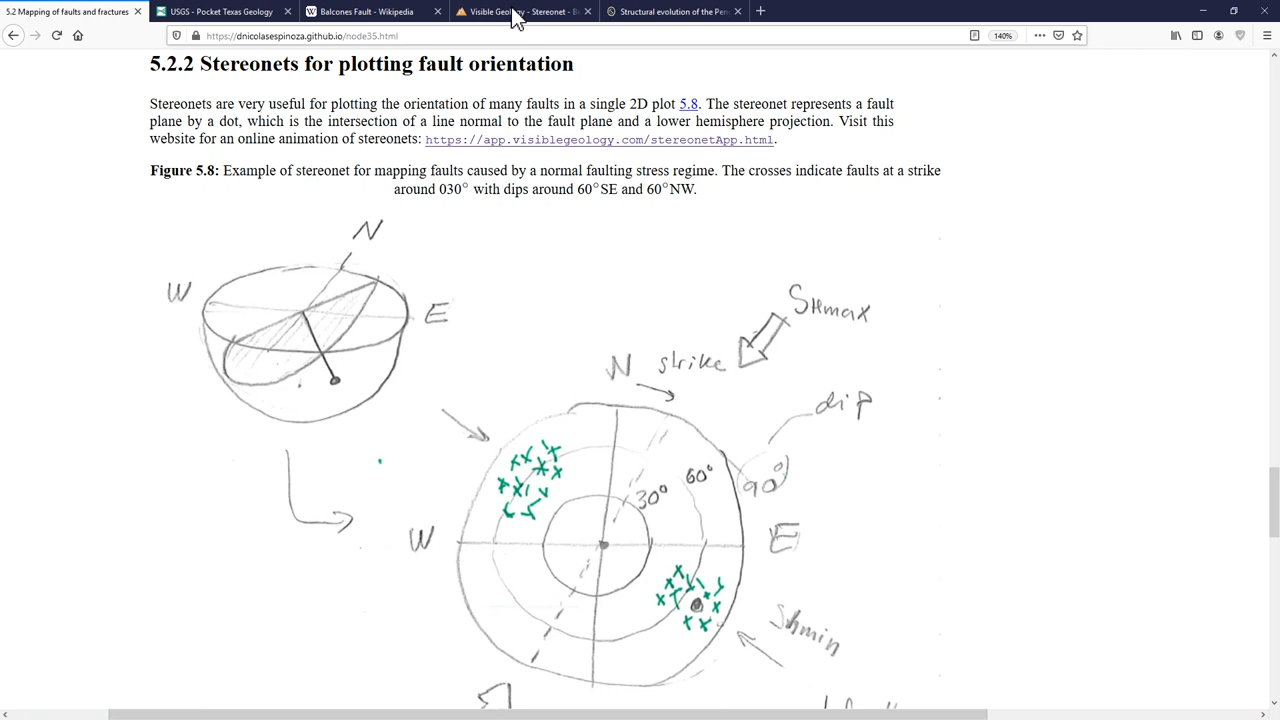 5.2 Mapping of faults and fractures
USGS - Pocket Texas Geology
Balcones Fault - Wikipedia
Visible Geology - Stereonet - B
Structural evolution of the Pen
https://dnicolasespinoza.github.io/node35.html
140%
5.2.2 Stereonets for plotting fault orientation
Stereonets are very useful for plotting the orientation of many faults in a single 2D plot 5.8. The stereonet represents a fault
plane by a dot, which is the intersection of a line normal to the fault plane and a lower hemisphere projection. Visit this
website for an online animation of stereonets: https://app.visiblegeology.com/stereonetApp.html.
Figure 5.8: Example of stereonet for mapping faults caused by a normal faulting stress regime. The crosses indicate faults at a strike
around 030° with dips around 60°SE and 60°NW.
N
W
E
SHmax
N strike
dip
30° 60° 90°
W
E
Shmin